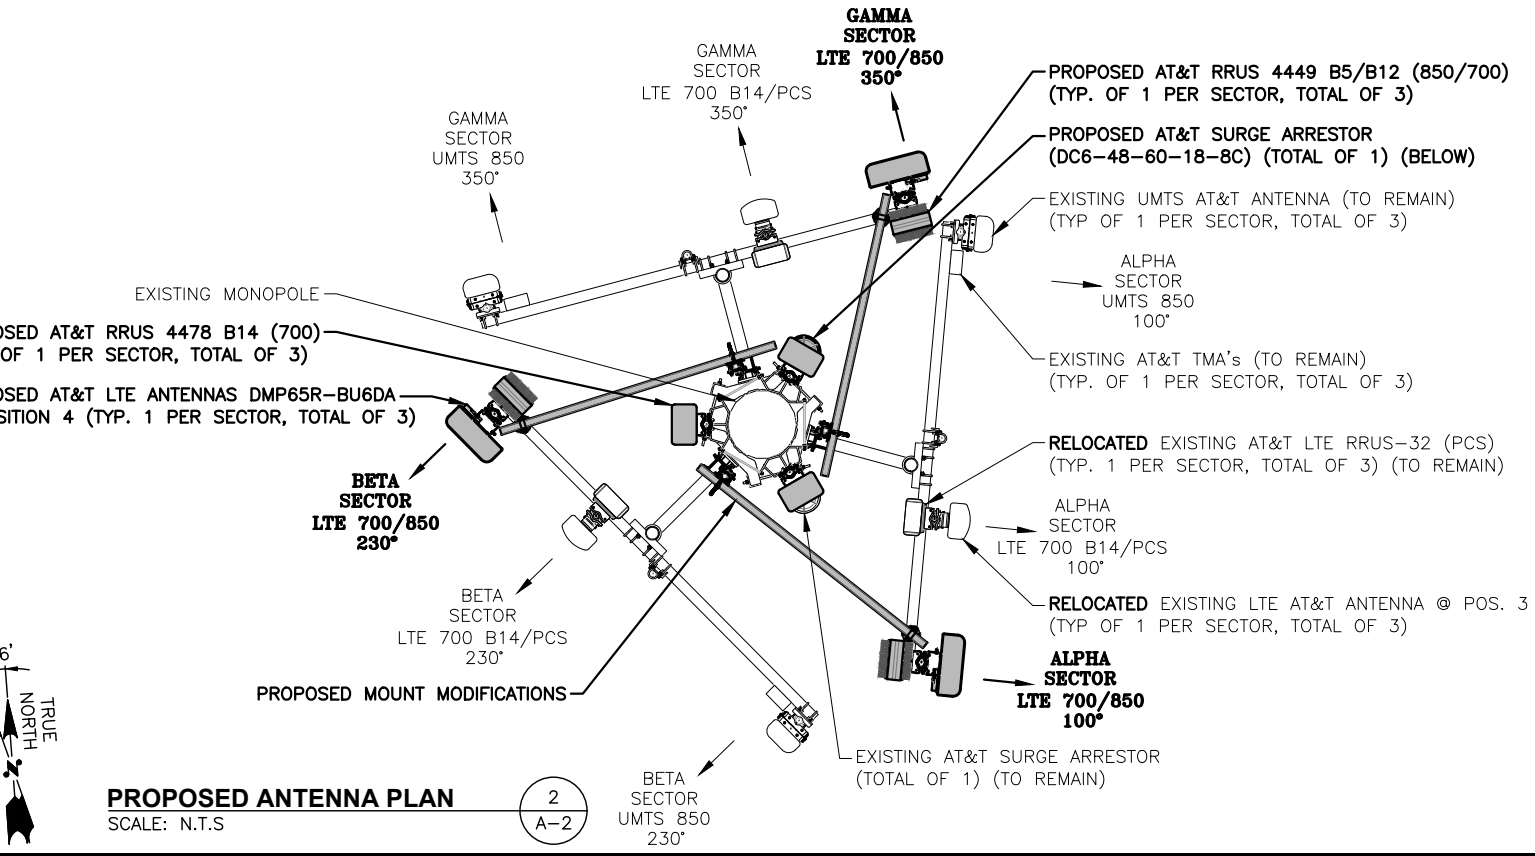 GAMMA
SECTOR
LTE 700/850
350°
GAMMA
SECTOR
LTE 700 B14/PCS
350°
GAMMA
SECTOR
UMTS 850
350°
PROPOSED AT&T RRUS 4449 B5/B12 (850/700)
(TYP. OF 1 PER SECTOR, TOTAL OF 3)
PROPOSED AT&T SURGE ARRESTOR
(DC6-48-60-18-8C) (TOTAL OF 1) (BELOW)
EXISTING UMTS AT&T ANTENNA (TO REMAIN)
(TYP OF 1 PER SECTOR, TOTAL OF 3)
ALPHA
SECTOR
UMTS 850
100°
EXISTING MONOPOLE
OSED AT&T RRUS 4478 B14 (700)
OF 1 PER SECTOR, TOTAL OF 3)
OSED AT&T LTE ANTENNAS DMP65R-BU6DA
SITION 4 (TYP. 1 PER SECTOR, TOTAL OF 3)
EXISTING AT&T TMA's (TO REMAIN)
(TYP. OF 1 PER SECTOR, TOTAL OF 3)
BETA
SECTOR
LTE 700/850
230°
RELOCATED EXISTING AT&T LTE RRUS-32 (PCS)
(TYP. 1 PER SECTOR, TOTAL OF 3) (TO REMAIN)
ALPHA
SECTOR
LTE 700 B14/PCS
100°
BETA
SECTOR
LTE 700 B14/PCS
230°
RELOCATED EXISTING LTE AT&T ANTENNA @ POS. 3
(TYP OF 1 PER SECTOR, TOTAL OF 3)
PROPOSED MOUNT MODIFICATIONS
ALPHA
SECTOR
LTE 700/850
100°
6'
TRUE
NORTH
N
EXISTING AT&T SURGE ARRESTOR
(TOTAL OF 1) (TO REMAIN)
BETA
SECTOR
UMTS 850
230°
PROPOSED ANTENNA PLAN
SCALE: N.T.S
2
A-2